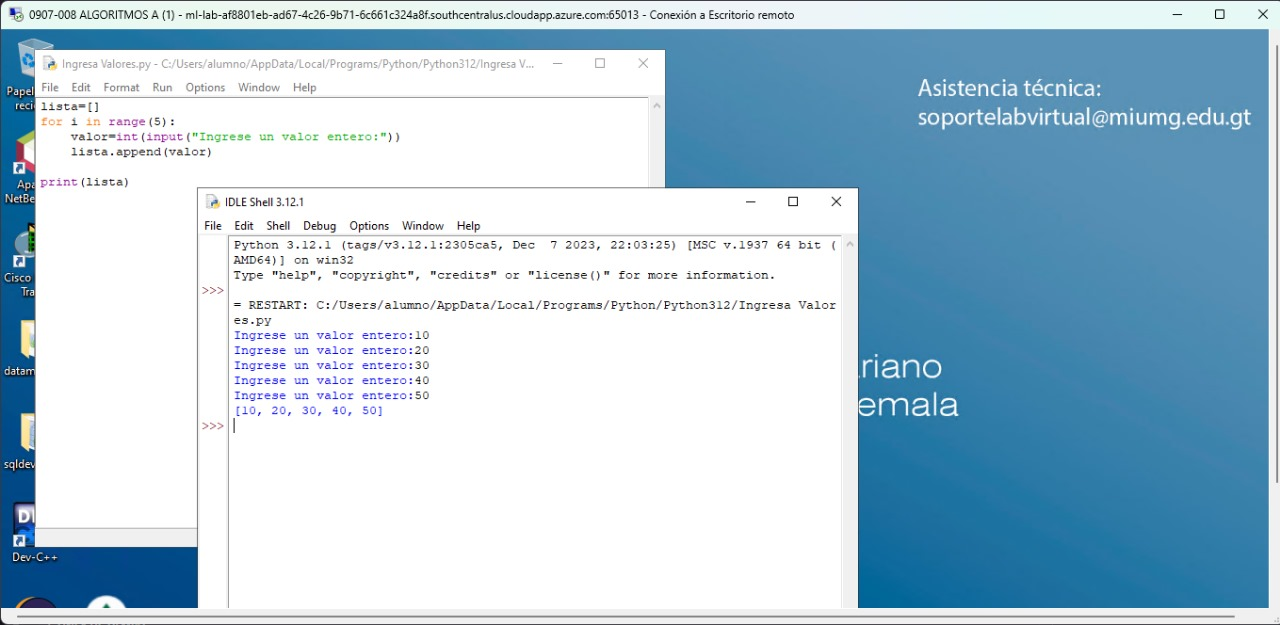 0907-008 ALGORITMOS A (1) - ml-lab-af8801eb-ad67-4c26-9b71-6c661c324a8f.southcentralus.cloudapp.azure.com:65013 - Conexión a Escritorio remoto
Asistencia técnica:
soportelabvirtual@miumg.edu.gt
Papel
reci
Apa
NetBe
Cisco
Tra
datam
sqldev
Dev-C++
Ingresa Valores.py - C:/Users/alumno/AppData/Local/Programs/Python/Python312/Ingresa V...
File Edit Format Run Options Window Help
lista=[]
for i in range(5):
    valor=int(input("Ingrese un valor entero:"))
    lista.append(valor)
print(lista)
IDLE Shell 3.12.1
File Edit Shell Debug Options Window Help
Python 3.12.1 (tags/v3.12.1:2305ca5, Dec  7 2023, 22:03:25) [MSC v.1937 64 bit (
AMD64)] on win32
Type "help", "copyright", "credits" or "license()" for more information.
>>>
= RESTART: C:/Users/alumno/AppData/Local/Programs/Python/Python312/Ingresa Valor
es.py
Ingrese un valor entero:10
Ingrese un valor entero:20
Ingrese un valor entero:30
Ingrese un valor entero:40
Ingrese un valor entero:50
[10, 20, 30, 40, 50]
>>>
riano
emala